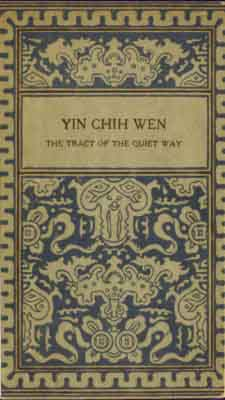 YIN CHIH WEN
THE TRACT OF THE QUIET WAY